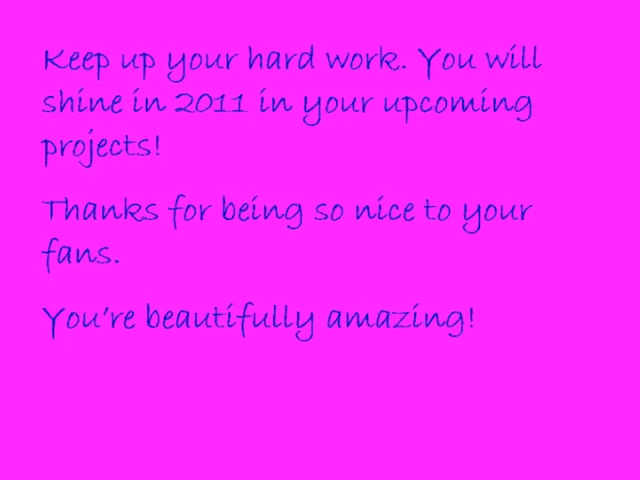 Keep up your hard work. You will
shine in 2011 in your upcoming
projects!
Thanks for being so nice to your
fans.
You're beautifully amazing!